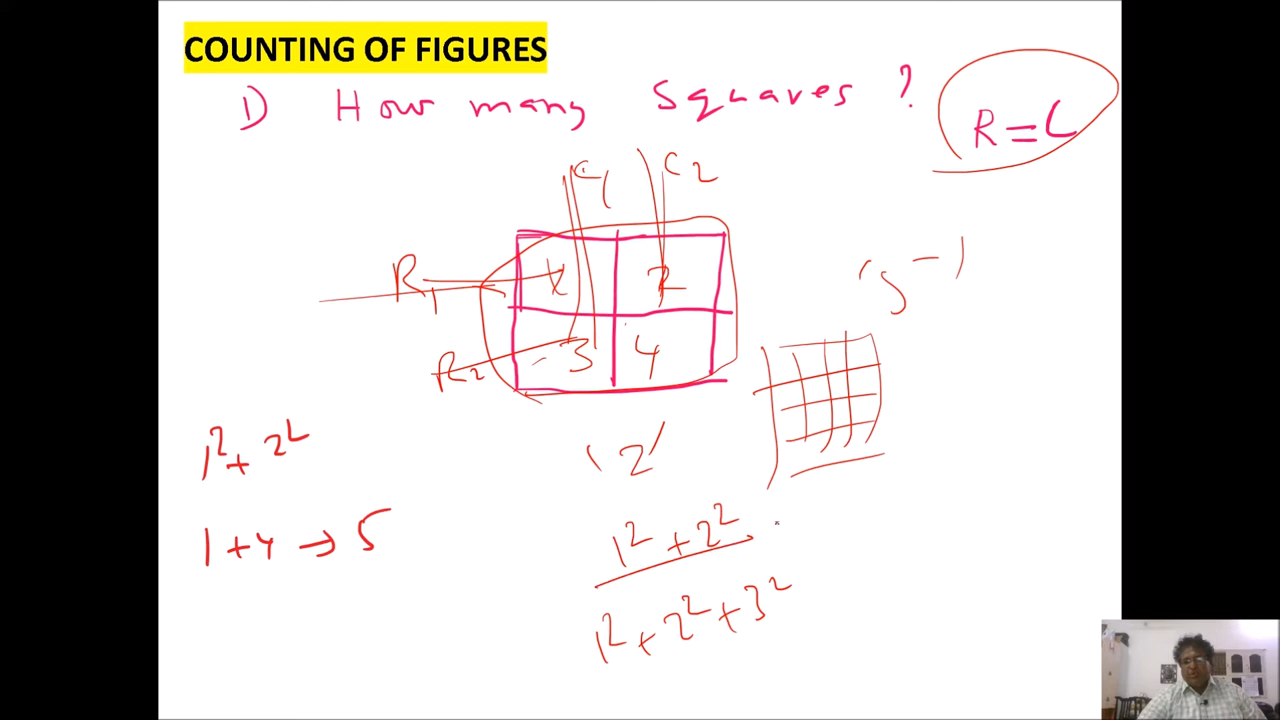 COUNTING OF FIGURES
1) How many Squares ?
R = C
C1 C2
R1 1 2
R2 3 4
1² + 2²
'2'
1 + 4 → 5
1² + 2²
1² + 2² + 3²